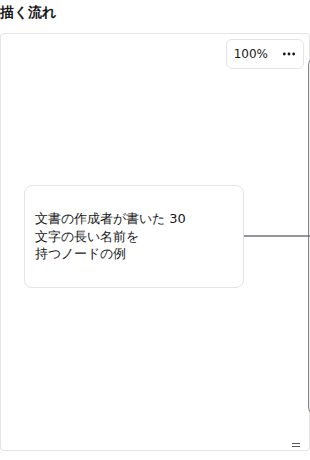 描く流れ
100%
文書の作成者が書いた 30
文字の長い名前を
持つノードの例